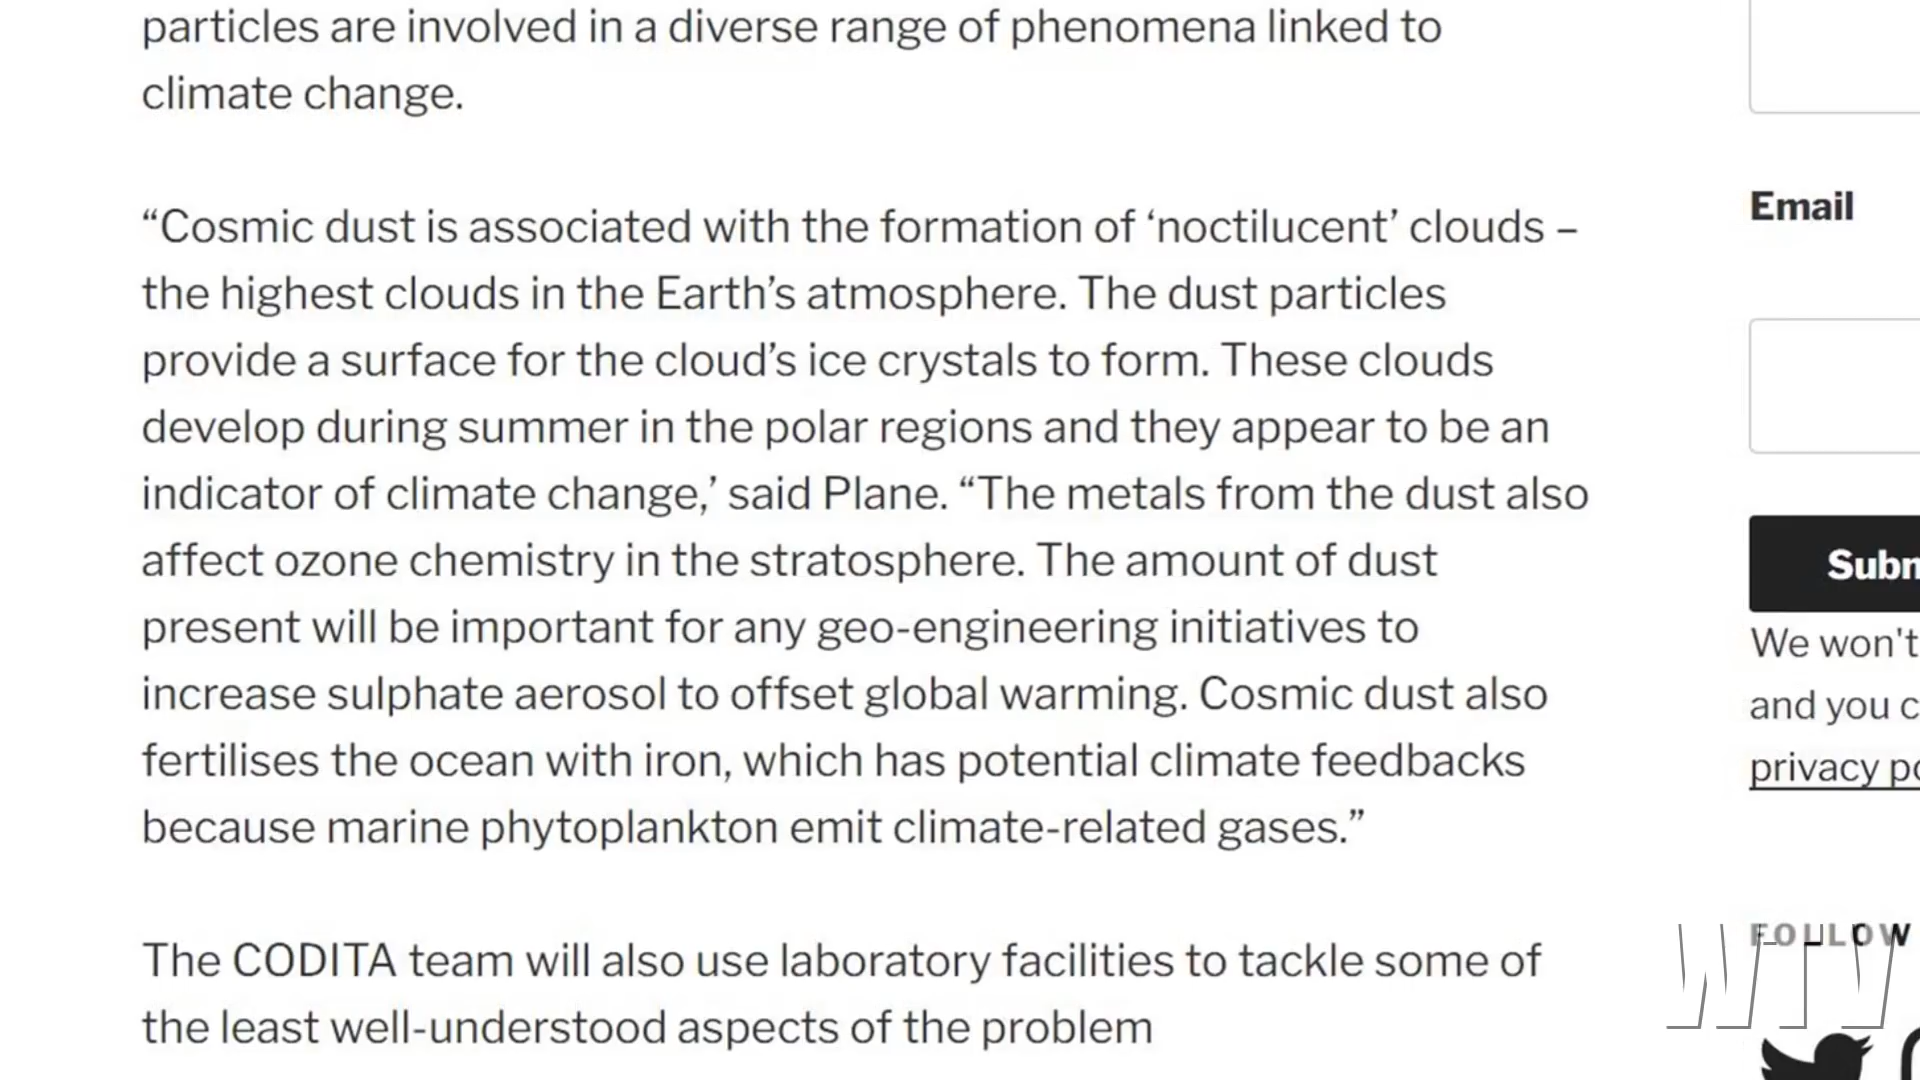 particles are involved in a diverse range of phenomena linked to
climate change.
“Cosmic dust is associated with the formation of ‘noctilucent’ clouds –
the highest clouds in the Earth’s atmosphere. The dust particles
provide a surface for the cloud’s ice crystals to form. These clouds
develop during summer in the polar regions and they appear to be an
indicator of climate change,’ said Plane. “The metals from the dust also
affect ozone chemistry in the stratosphere. The amount of dust
present will be important for any geo-engineering initiatives to
increase sulphate aerosol to offset global warming. Cosmic dust also
fertilises the ocean with iron, which has potential climate feedbacks
because marine phytoplankton emit climate-related gases.”
The CODITA team will also use laboratory facilities to tackle some of
the least well-understood aspects of the problem
Email
We won't
and you
privacy
FOLLOW
WTV